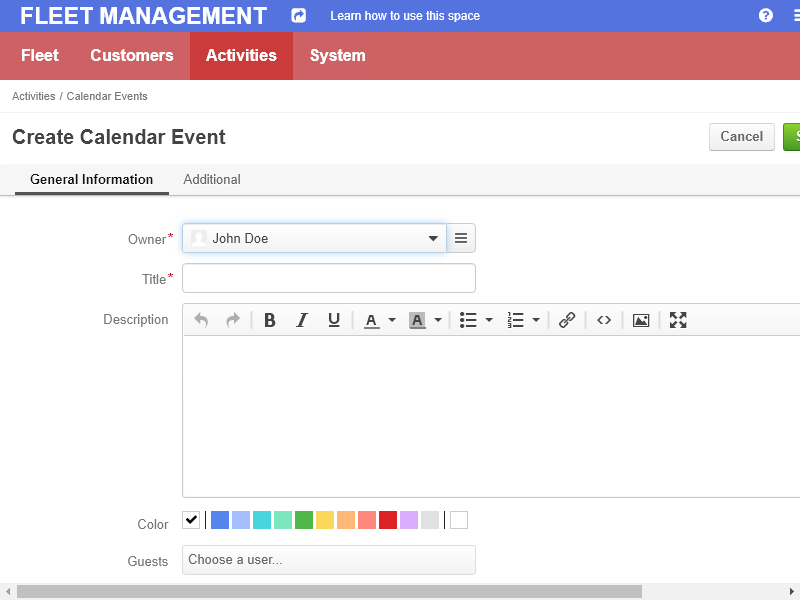 FLEET MANAGEMENT Learn how to use this space
Fleet Customers Activities System
Activities / Calendar Events
Create Calendar Event Cancel
General Information Additional
Owner* John Doe
Title*
Description B I U A A
Color
Guests Choose a user...